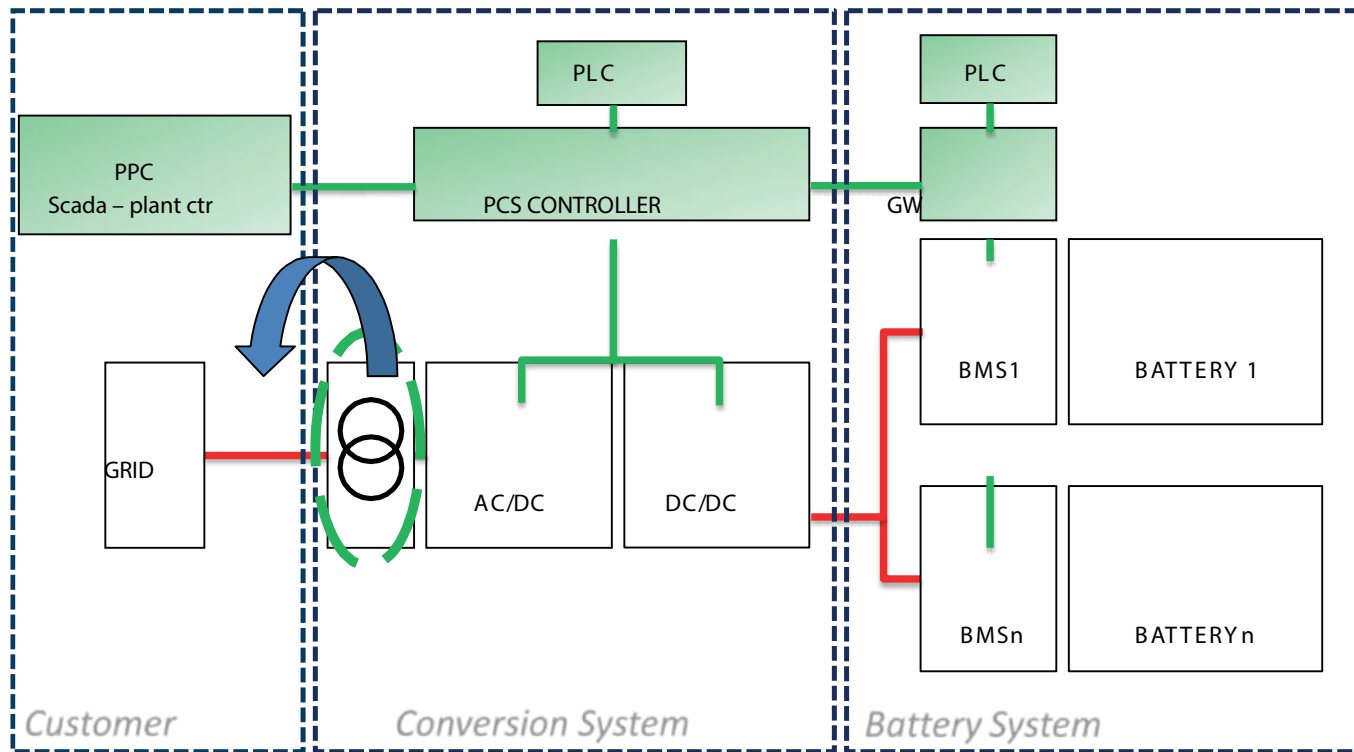 PLC
PLC
PPC
Scada – plant ctr
PCS CONTROLLER
GW
BMS1
BATTERY 1
GRID
AC/DC
DC/DC
BMSn
BATTERYn
Customer
Conversion System
Battery System